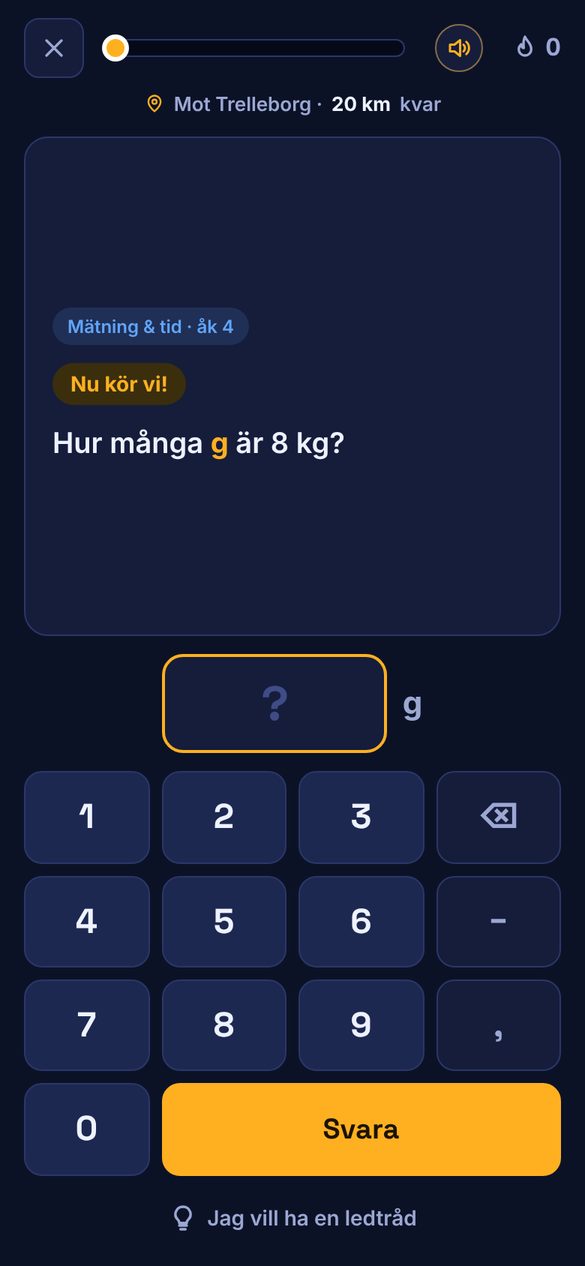 0
Mot Trelleborg · 20 km kvar
Mätning & tid · åk 4
Nu kör vi!
Hur många g är 8 kg?
? g
1 2 3
4 5 6 -
7 8 9 ,
0 Svara
Jag vill ha en ledtråd